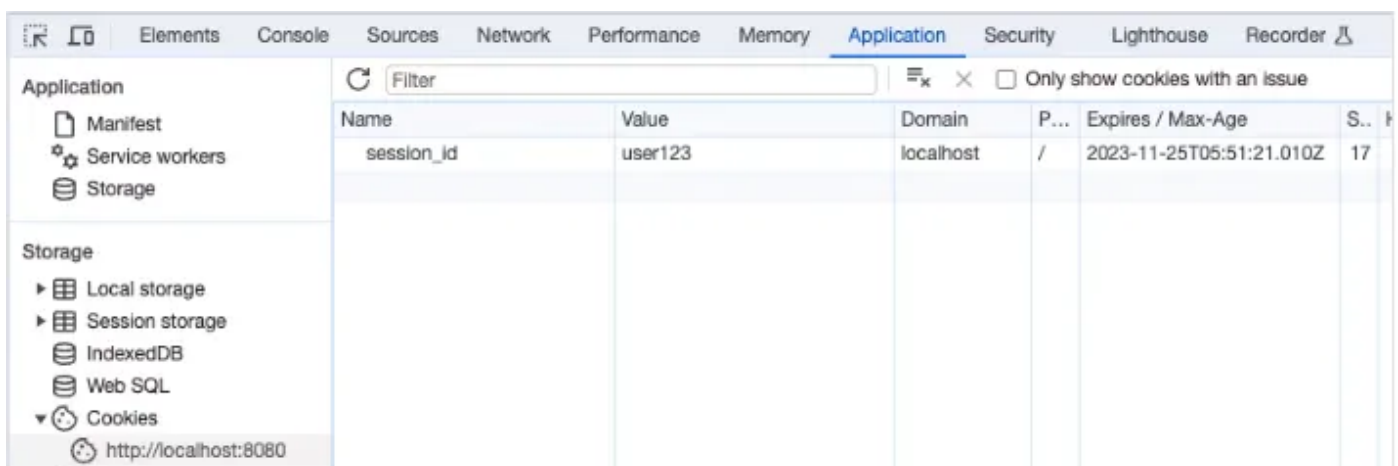 Elements Console Sources Network Performance Memory Application Security Lighthouse Recorder
Application
Manifest
Service workers
Storage
Storage
Local storage
Session storage
IndexedDB
Web SQL
Cookies
http://localhost:8080
Filter Only show cookies with an issue
Name Value Domain P... Expires / Max-Age S..
session_id user123 localhost / 2023-11-25T05:51:21.010Z 17